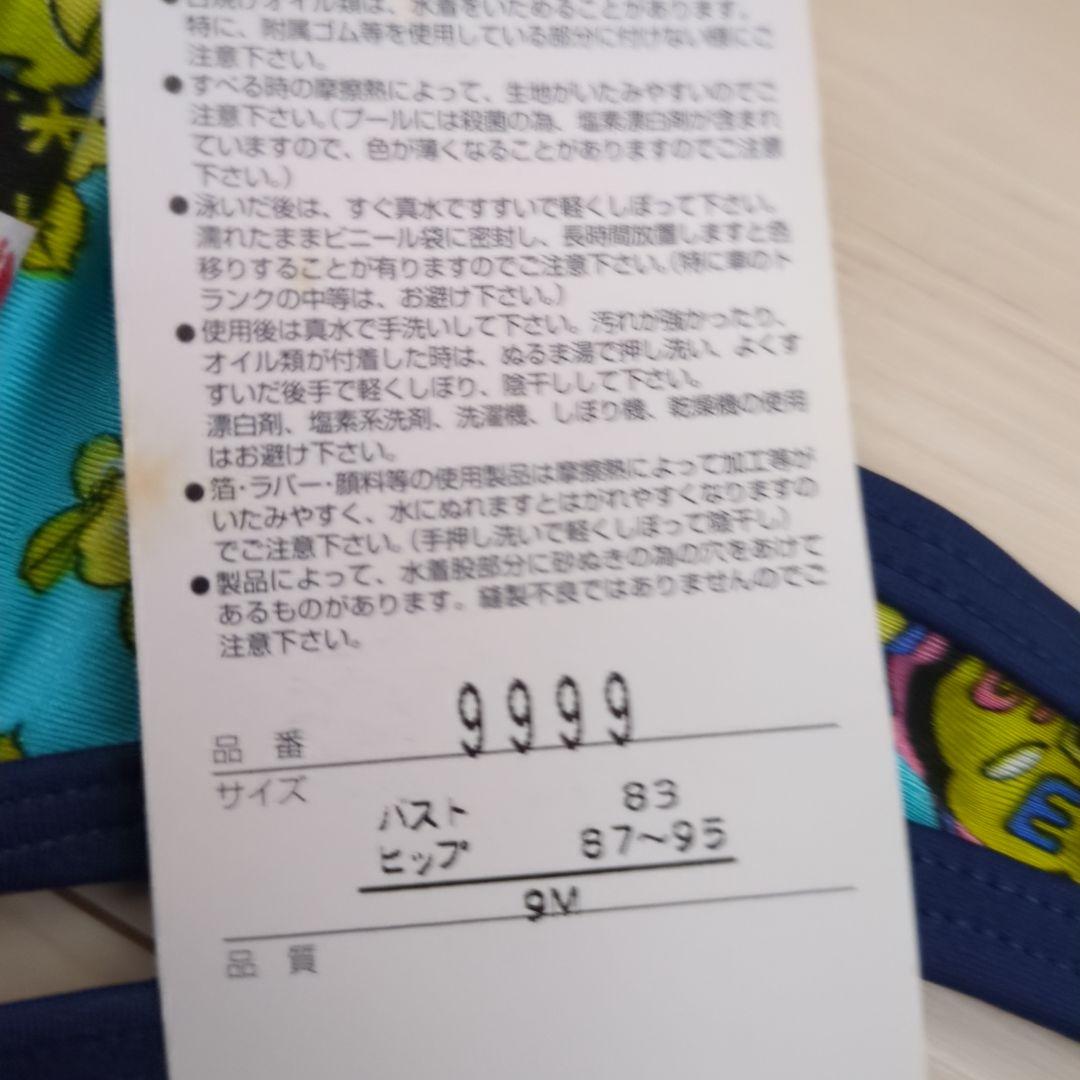 ●日焼けオイル類は、水着をいためることがあります。
特に、附属ゴム等を使用している部分に付けない様にご
注意下さい。
●すべる時の摩擦熱によって、生地がいたみやすいのでご
注意下さい。(プールには殺菌の為、塩素漂白剤が含まれ
ていますので、色が薄くなることがありますのでご注意
下さい。)
●泳いだ後は、すぐ真水ですすいで軽くしぼって下さい。
濡れたままビニール袋に密封し、長時間放置しますと色
移りすることが有りますのでご注意下さい。(特に車のト
ランクの中等は、お避け下さい。)
●使用後は真水で手洗いして下さい。汚れが強かったり、
オイル類が付着した時は、ぬるま湯で押し洗い、よくす
すいだ後手で軽くしぼり、陰干しして下さい。
漂白剤、塩素系洗剤、洗濯機、しぼり機、乾燥機の使用
はお避け下さい。
●箔・ラバー・顔料等の使用製品は摩擦熱によって加工等が
いたみやすく、水にぬれますとはがれやすくなりますの
でご注意下さい。(手押し洗いで軽くしぼって陰干し)
●製品によって、水着股部分に砂ぬきの為の穴をあけて
あるものがあります。縫製不良ではありませんのでご
注意下さい。
品 番 9999
サイズ
バスト 83
ヒップ 87〜95
9M
品 質